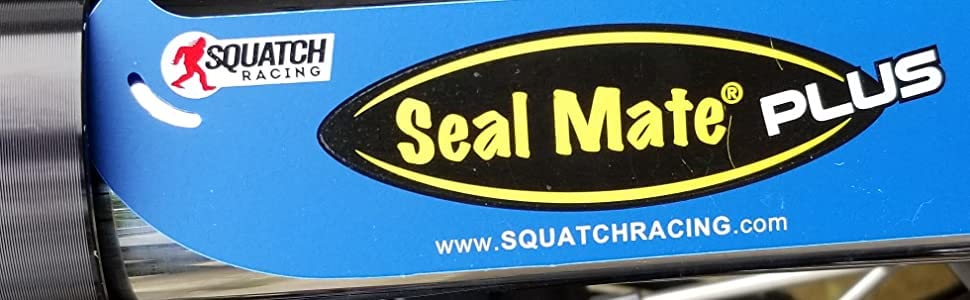 SQUATCH
RACING
Seal Mate® PLUS
www.SQUATCHRACING.com